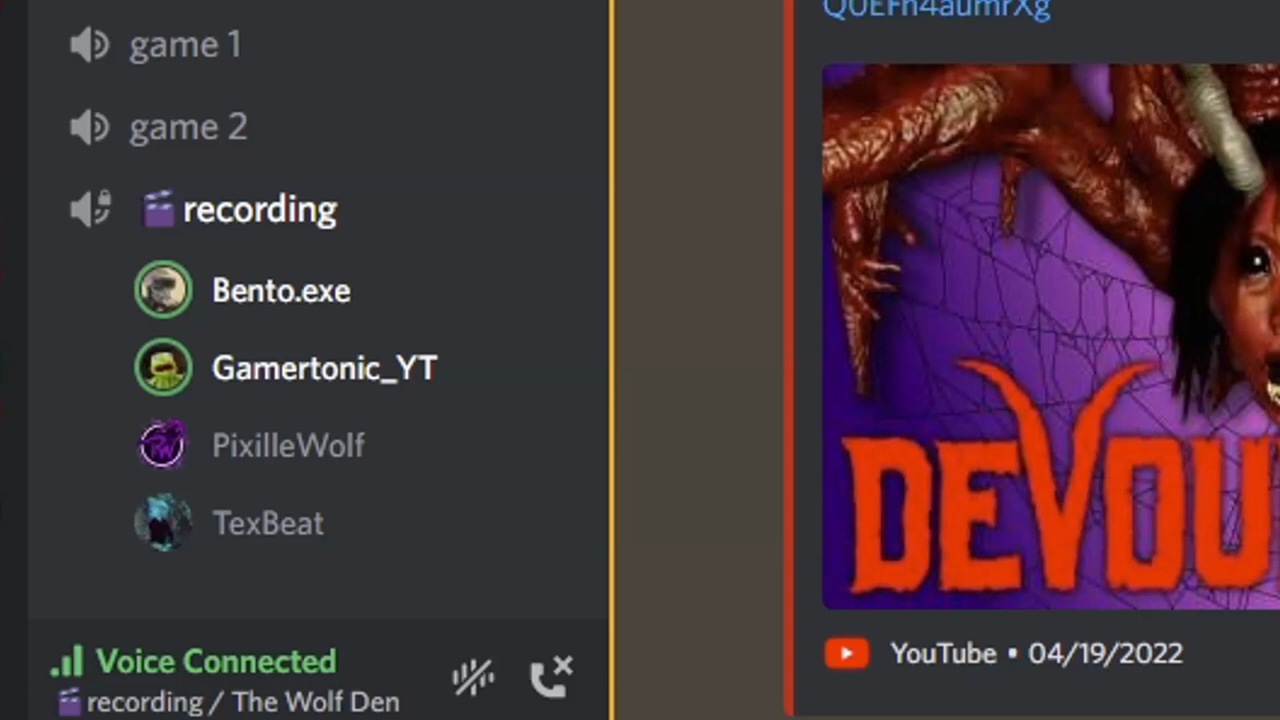 game 1
game 2
recording
Bento.exe
Gamertonic_YT
PixilleWolf
TexBeat
Voice Connected
recording / The Wolf Den
DEVOU
YouTube • 04/19/2022